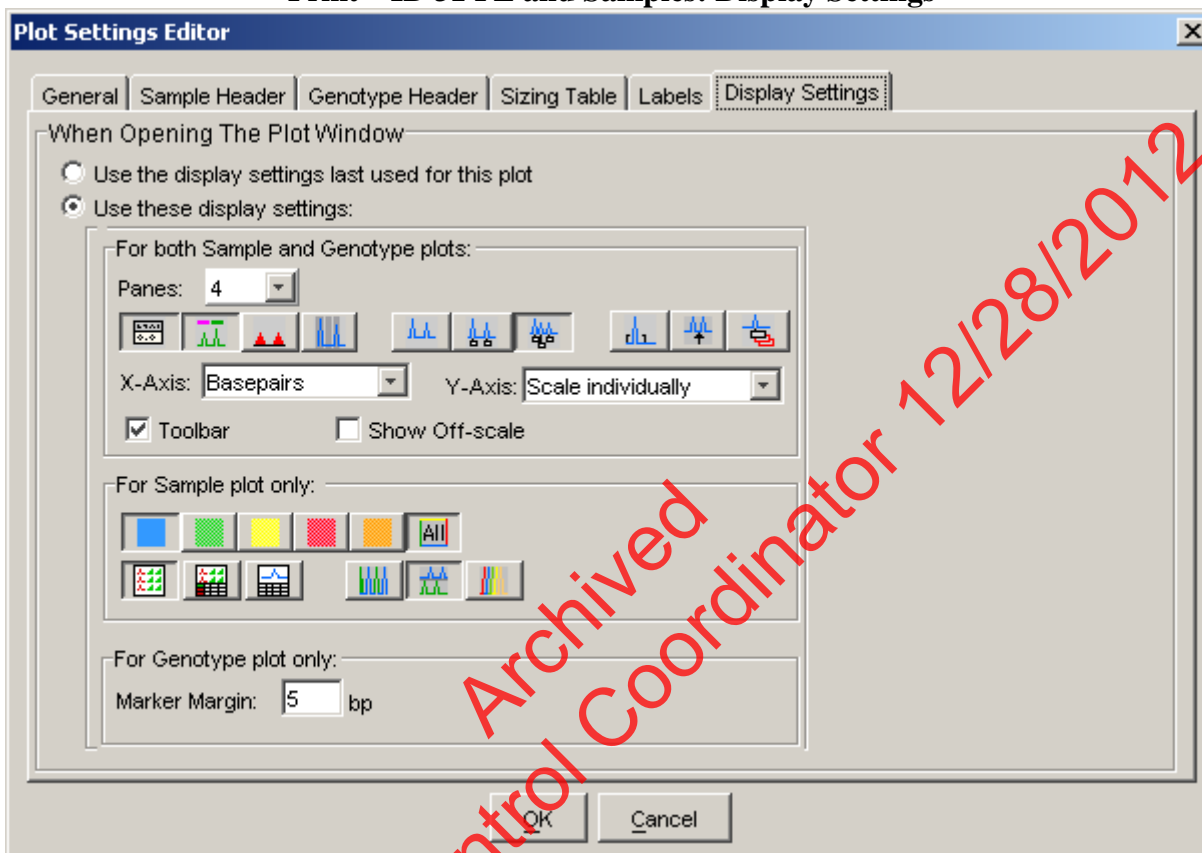 Plot Settings Editor
General Sample Header Genotype Header Sizing Table Labels Display Settings
When Opening The Plot Window
Use the display settings last used for this plot
Use these display settings:
For both Sample and Genotype plots:
Panes: 4
X-Axis: Basepairs Y-Axis: Scale individually
Toolbar Show Off-scale
For Sample plot only:
All
For Genotype plot only:
Marker Margin: 5 bp
OK Cancel
Archived
Coordinator 12/28/2012